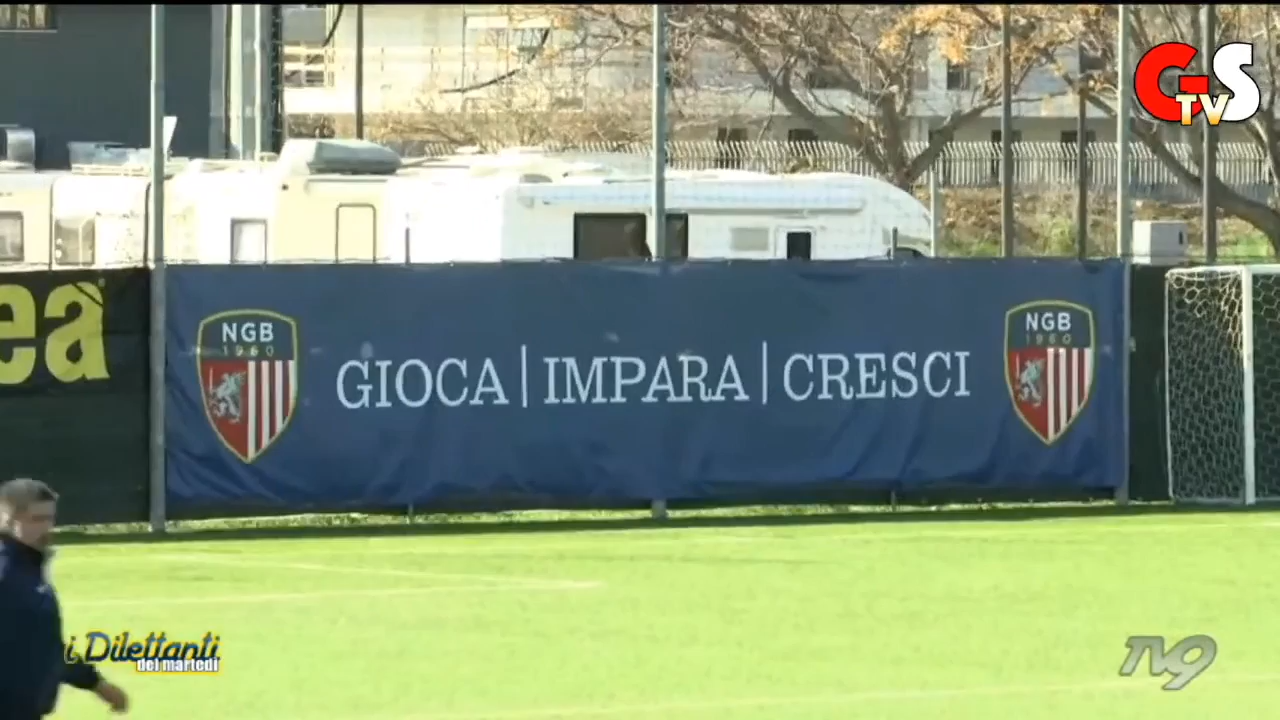 GS
TV
ea
NGB
1960
GIOCA | IMPARA | CRESCI
NGB
1960
i Dilettanti
del martedì
TV9